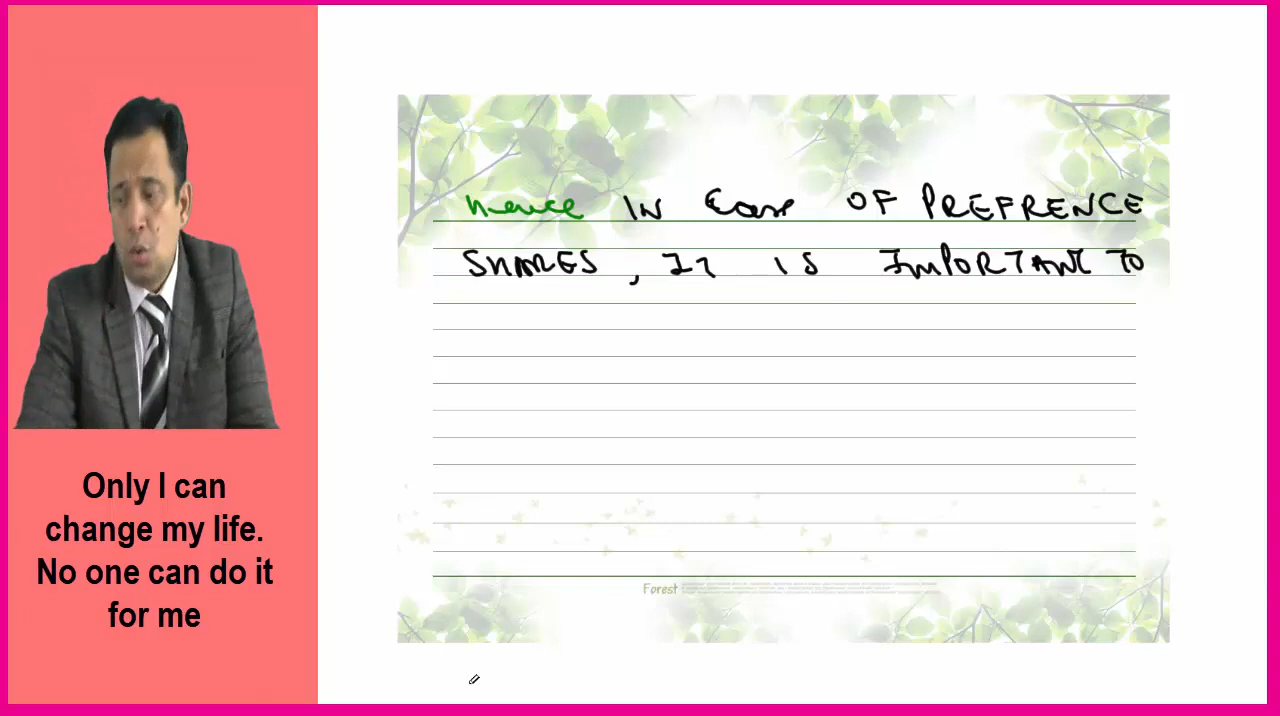 hence IN Case OF PREFRENCE
SHARES, IT IS IMPORTANT TO
Only I can
change my life.
No one can do it
for me
Forest